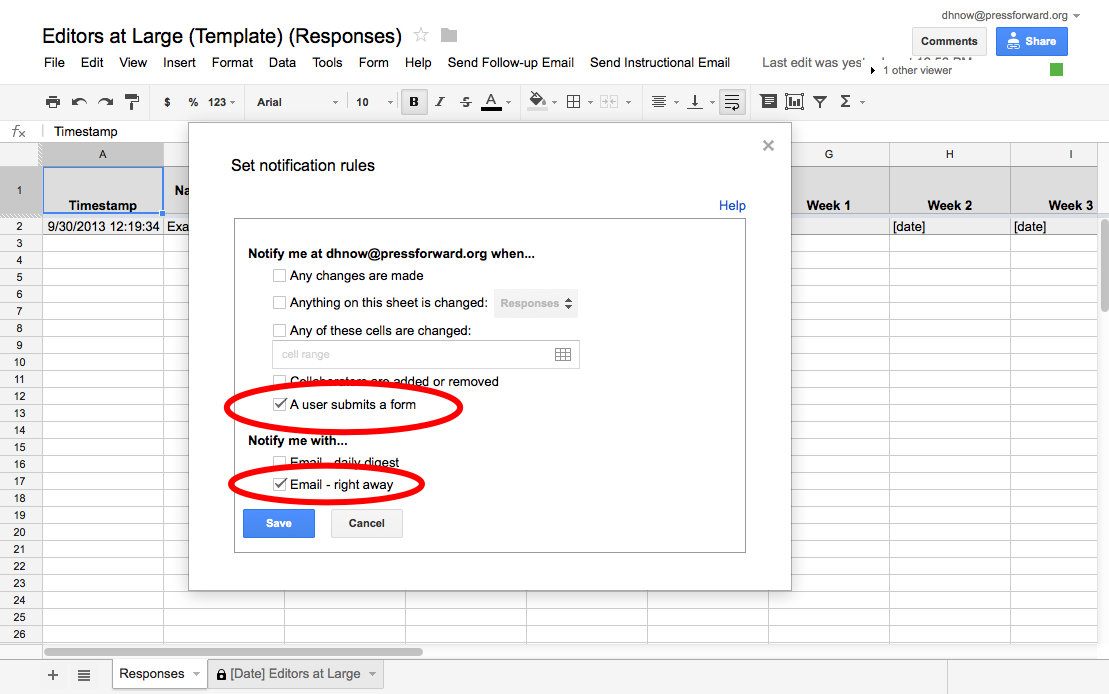 dhnow@pressforward.org
Editors at Large (Template) (Responses)
Comments
Share
File Edit View Insert Format Data Tools Form Help Send Follow-up Email Send Instructional Email Last edit was yes
1 other viewer
$ % 123 Arial 10 B I S A Σ
fx Timestamp
A G H I
1 Timestamp Na Week 1 Week 2 Week 3
2 9/30/2013 12:19:34 Exa [date] [date]
3
4
5
6
7
8
9
10
11
12
13
14
15
16
17
18
19
20
21
22
23
24
25
26
Set notification rules
Help
Notify me at dhnow@pressforward.org when...
Any changes are made
Anything on this sheet is changed: Responses
Any of these cells are changed:
cell range
Collaborators are added or removed
A user submits a form
Notify me with...
Email - daily digest
Email - right away
Save Cancel
Responses [Date] Editors at Large